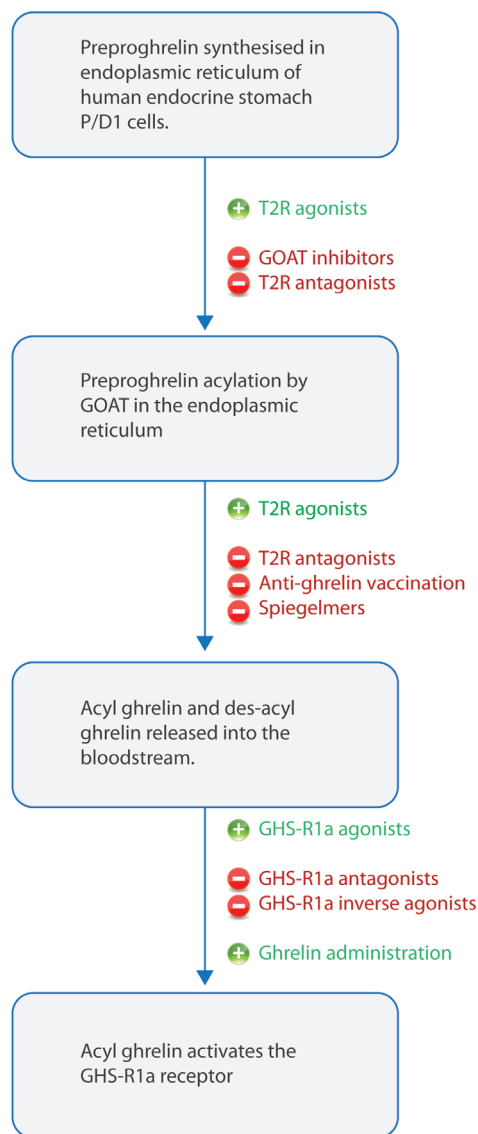 Preproghrelin synthesised in
endoplasmic reticulum of
human endocrine stomach
P/D1 cells.
T2R agonists
GOAT inhibitors
T2R antagonists
Preproghrelin acylation by
GOAT in the endoplasmic
reticulum
T2R agonists
T2R antagonists
Anti-ghrelin vaccination
Spiegelmers
Acyl ghrelin and des-acyl
ghrelin released into the
bloodstream.
GHS-R1a agonists
GHS-R1a antagonists
GHS-R1a inverse agonists
Ghrelin administration
Acyl ghrelin activates the
GHS-R1a receptor